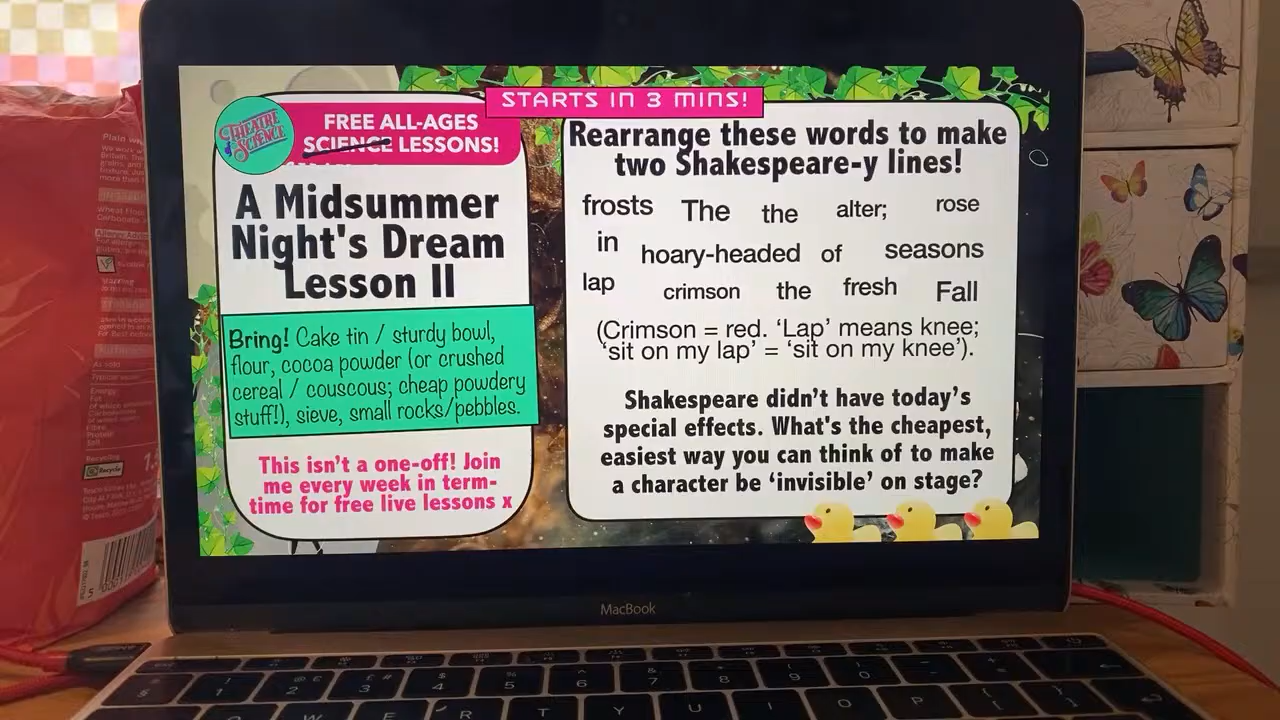 STARTS IN 3 MINS!
THEATRE
SCIENCE
FREE ALL-AGES
SCIENCE LESSONS!
A Midsummer
Night's Dream
Lesson II
Bring! Cake tin / sturdy bowl,
flour, cocoa powder (or crushed
cereal / couscous; cheap powdery
stuff!), sieve, small rocks/pebbles.
This isn't a one-off! Join
me every week in term-
time for free live lessons x
Rearrange these words to make
two Shakespeare-y lines!
frosts The the alter; rose
in hoary-headed of seasons
lap crimson the fresh Fall
(Crimson = red. 'Lap' means knee;
'sit on my lap' = 'sit on my knee').
Shakespeare didn't have today's
special effects. What's the cheapest,
easiest way you can think of to make
a character be 'invisible' on stage?
MacBook
Recycle